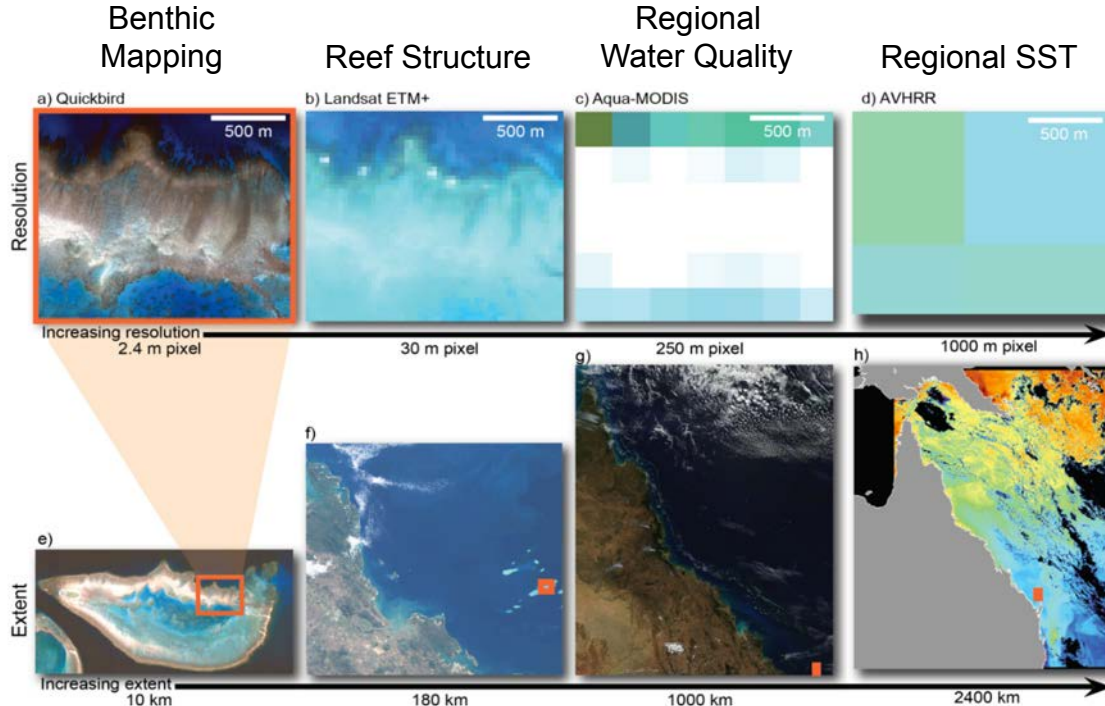 Benthic
Mapping
Reef Structure
Regional
Water Quality
Regional SST
a) Quickbird
b) Landsat ETM+
c) Aqua-MODIS
d) AVHRR
500 m
500 m
500 m
500 m
Resolution
Increasing resolution
2.4 m pixel
30 m pixel
250 m pixel
1000 m pixel
e)
f)
g)
h)
Extent
Increasing extent
10 km
180 km
1000 km
2400 km